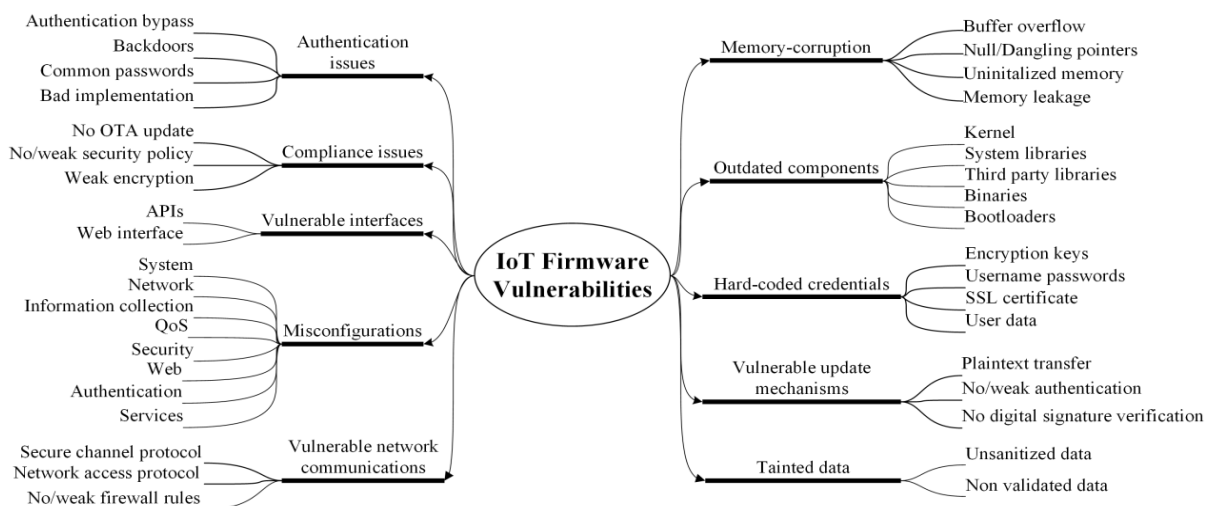 Authentication bypass
Backdoors
Common passwords
Bad implementation
Authentication
issues
No OTA update
No/weak security policy
Weak encryption
Compliance issues
APIs
Web interface
Vulnerable interfaces
System
Network
Information collection
QoS
Security
Web
Authentication
Services
Misconfigurations
Secure channel protocol
Network access protocol
No/weak firewall rules
Vulnerable network
communications
IoT Firmware
Vulnerabilities
Memory-corruption
Buffer overflow
Null/Dangling pointers
Uninitalized memory
Memory leakage
Outdated components
Kernel
System libraries
Third party libraries
Binaries
Bootloaders
Hard-coded credentials
Encryption keys
Username passwords
SSL certificate
User data
Vulnerable update
mechanisms
Plaintext transfer
No/weak authentication
No digital signature verification
Tainted data
Unsanitized data
Non validated data